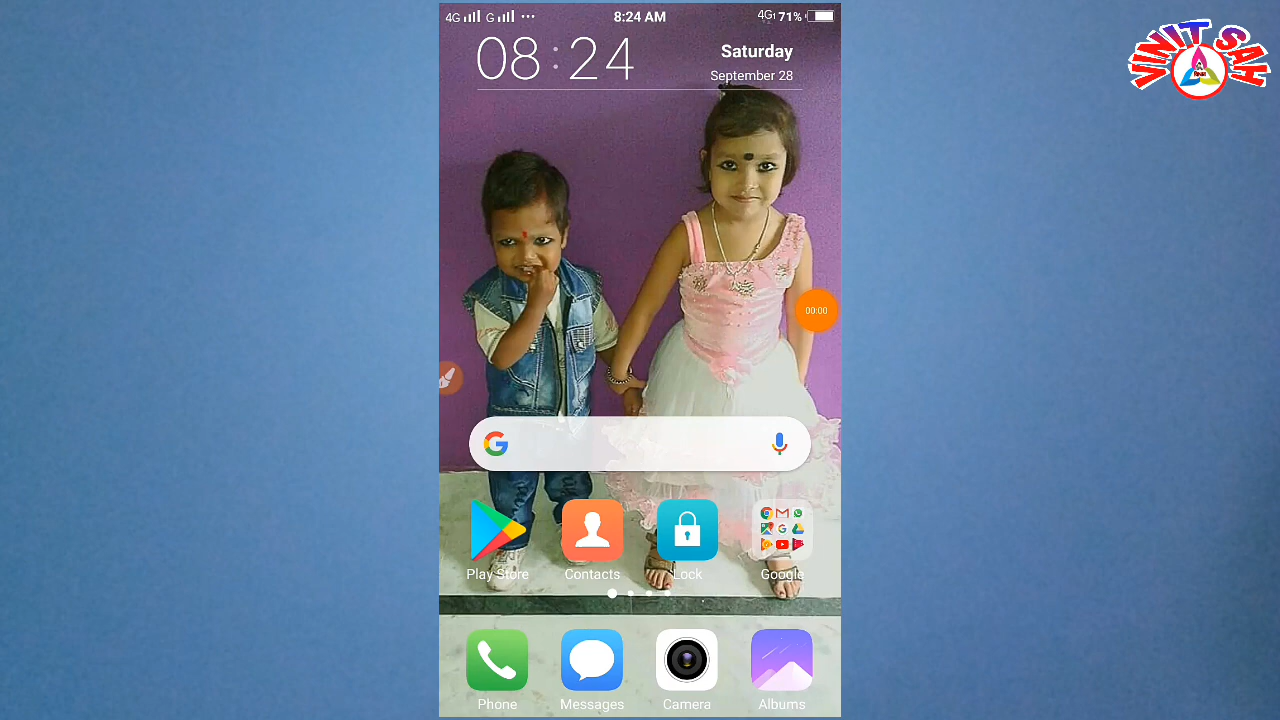 4G G ... 8:24 AM 4G 71%
VINIT SAH
08:24 Saturday
September 28
00:00
Play Store Contacts Lock Google
Phone Messages Camera Albums